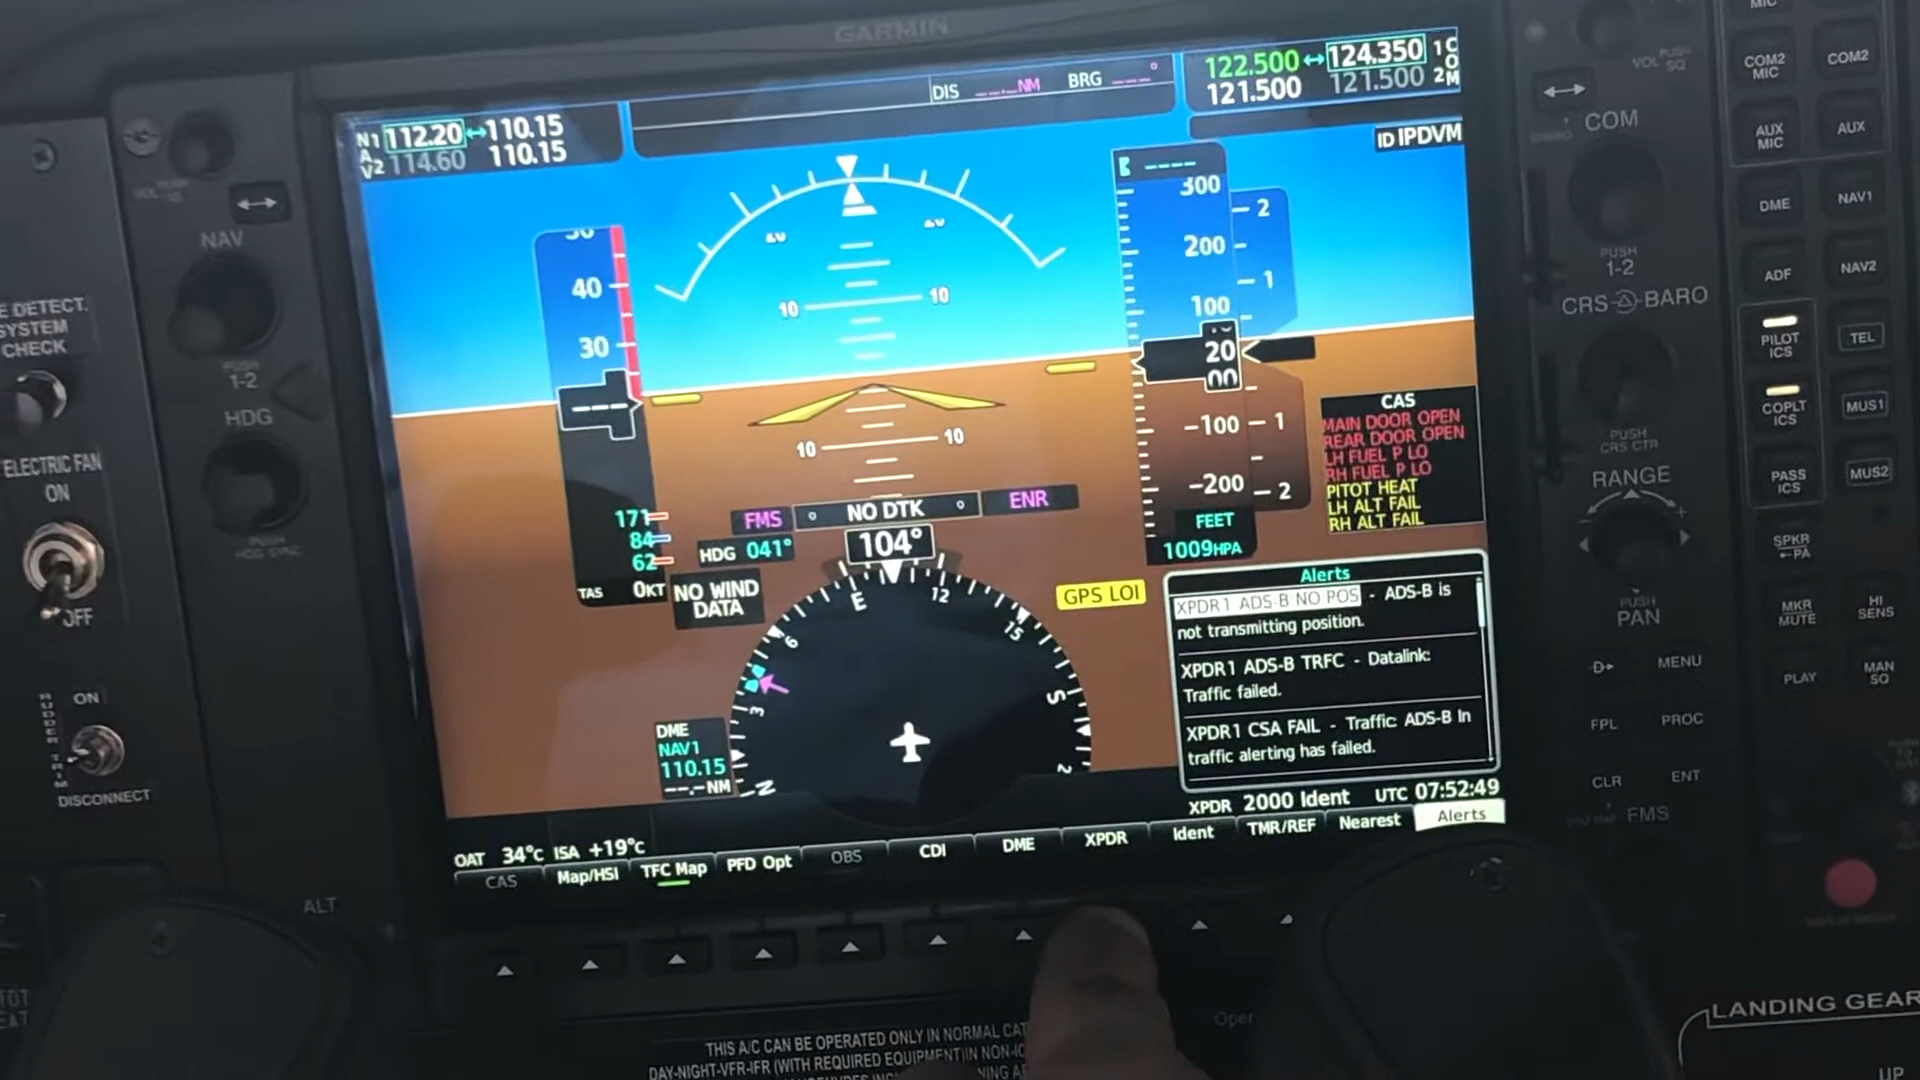 GARMIN
N1 112.20 ↔ 110.15
A
V2 114.60 110.15
DIS _ _ _._NM BRG _ _ _°
122.500 ↔ 124.350 1 C
O
121.500 121.500 2 M
ID IPDVM
VOL PUSH SQ
COM
PUSH
1-2
CRS BARO
PUSH
CRS CTR
RANGE
PUSH
PAN
MENU
FPL PROC
CLR ENT
FMS
MIC
COM2
MIC
COM2
AUX
MIC
AUX
DME NAV1
ADF NAV2
PILOT
ICS
TEL
COPLT
ICS
MUS1
PASS
ICS
MUS2
SPKR
PA
MKR
MUTE
HI
SENS
PLAY
MAN
SQ
NAV
PUSH
1-2
HDG
PUSH
HDG SYNC
E DETECT.
SYSTEM
CHECK
ELECTRIC FAN
ON
OFF
RUDDER TRIM
ON
DISCONNECT
ALT
40
30
---
171
84
62
TAS 0KT
10 10
10 10
300
200
100
20
00
-100
-200
2
1
1
2
FEET
1009HPA
CAS
MAIN DOOR OPEN
REAR DOOR OPEN
LH FUEL P LO
RH FUEL P LO
PITOT HEAT
LH ALT FAIL
RH ALT FAIL
FMS NO DTK ENR
HDG 041° 104°
NO WIND
DATA
GPS LOI
N 3 6 E 12 15 S
DME
NAV1
110.15
--.-NM
Alerts
XPDR1 ADS-B NO POS - ADS-B is
not transmitting position.
XPDR1 ADS-B TRFC - Datalink:
Traffic failed.
XPDR1 CSA FAIL - Traffic: ADS-B In
traffic alerting has failed.
XPDR 2000 Ident UTC 07:52:49
OAT 34°C ISA +19°C
CAS Map/HSI TFC Map PFD Opt OBS CDI DME XPDR Ident TMR/REF Nearest Alerts
THIS A/C CAN BE OPERATED ONLY IN NORMAL CAT
DAY-NIGHT-VFR-IFR (WITH REQUIRED EQUIPMENT) IN NON-IC
Oper
LANDING GEAR
UP